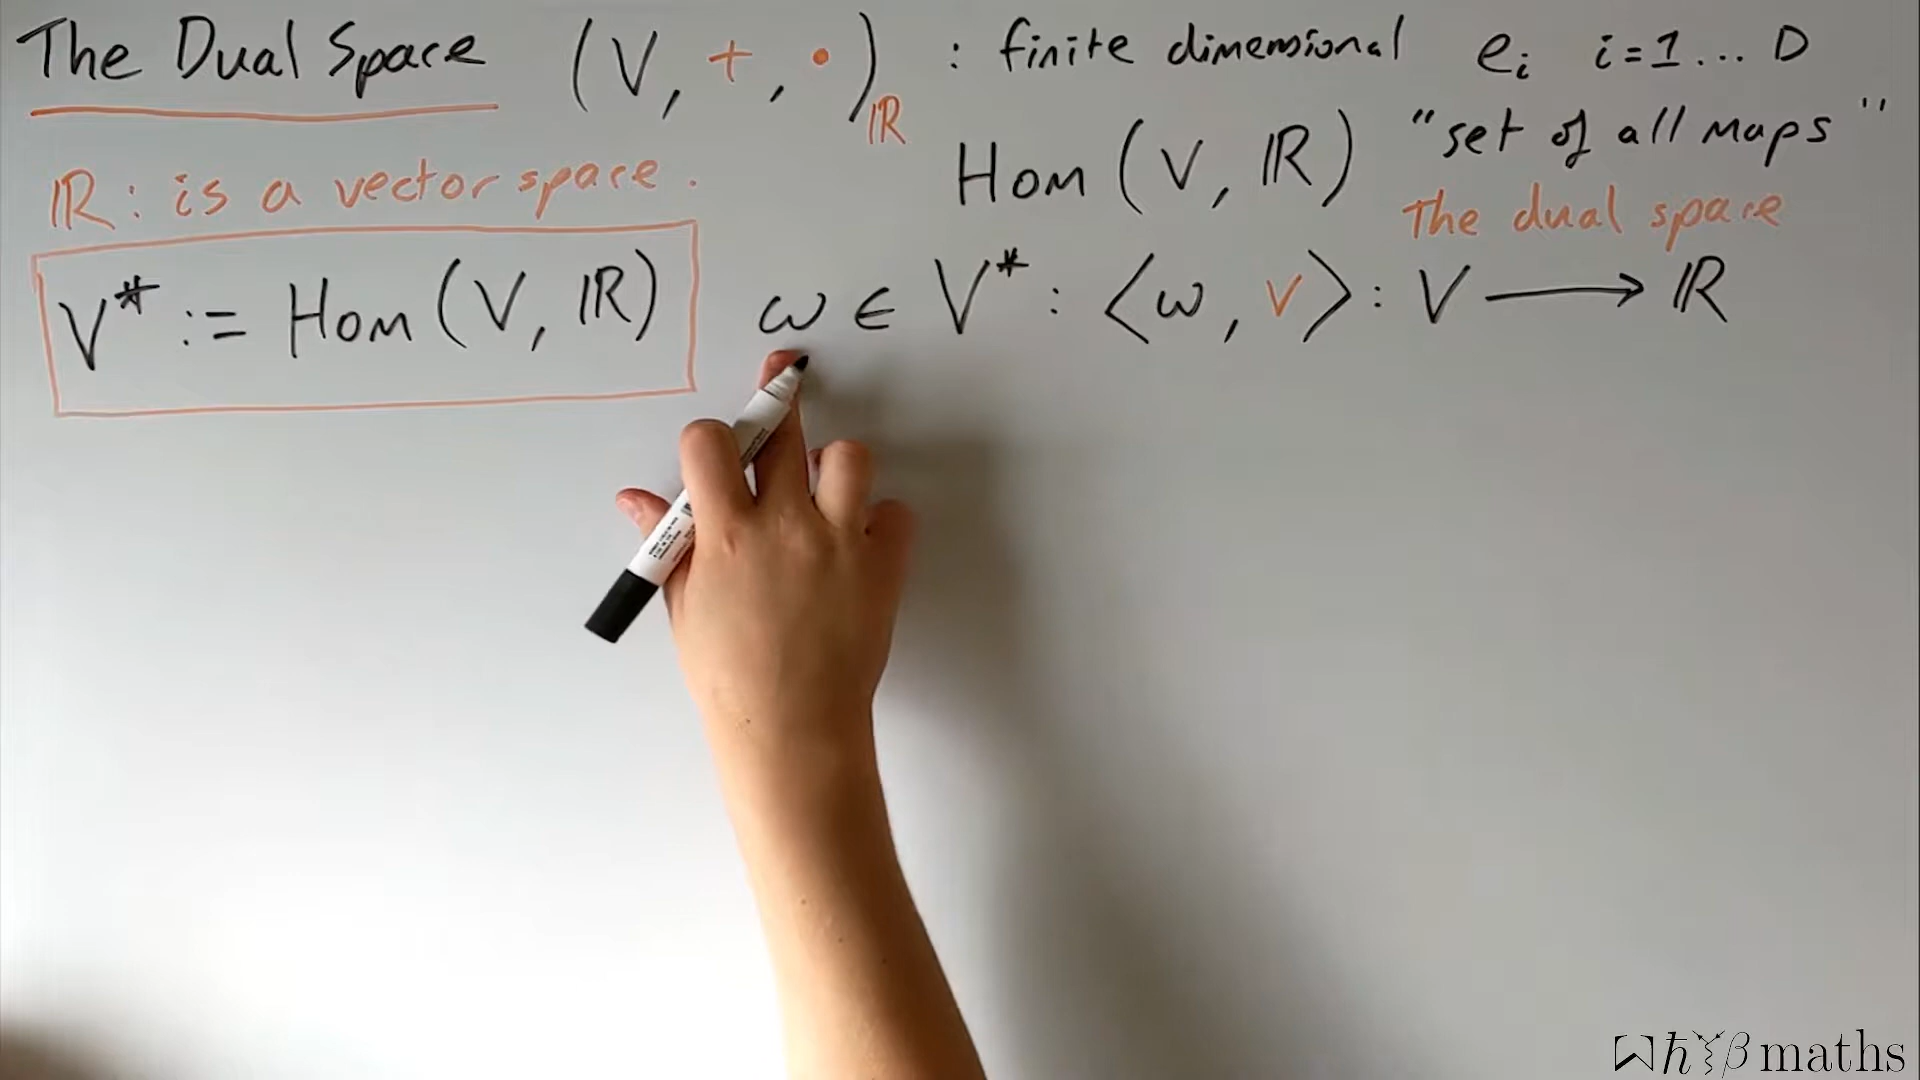 The Dual Space (V, +, •)ℝ : finite dimensional eᵢ i=1...D
ℝ: is a vector space.
Hom(V, ℝ) "set of all maps"
The dual space
V* := Hom(V, ℝ)
ω ∈ V* : ⟨ω, v⟩ : V ⟶ ℝ
maths